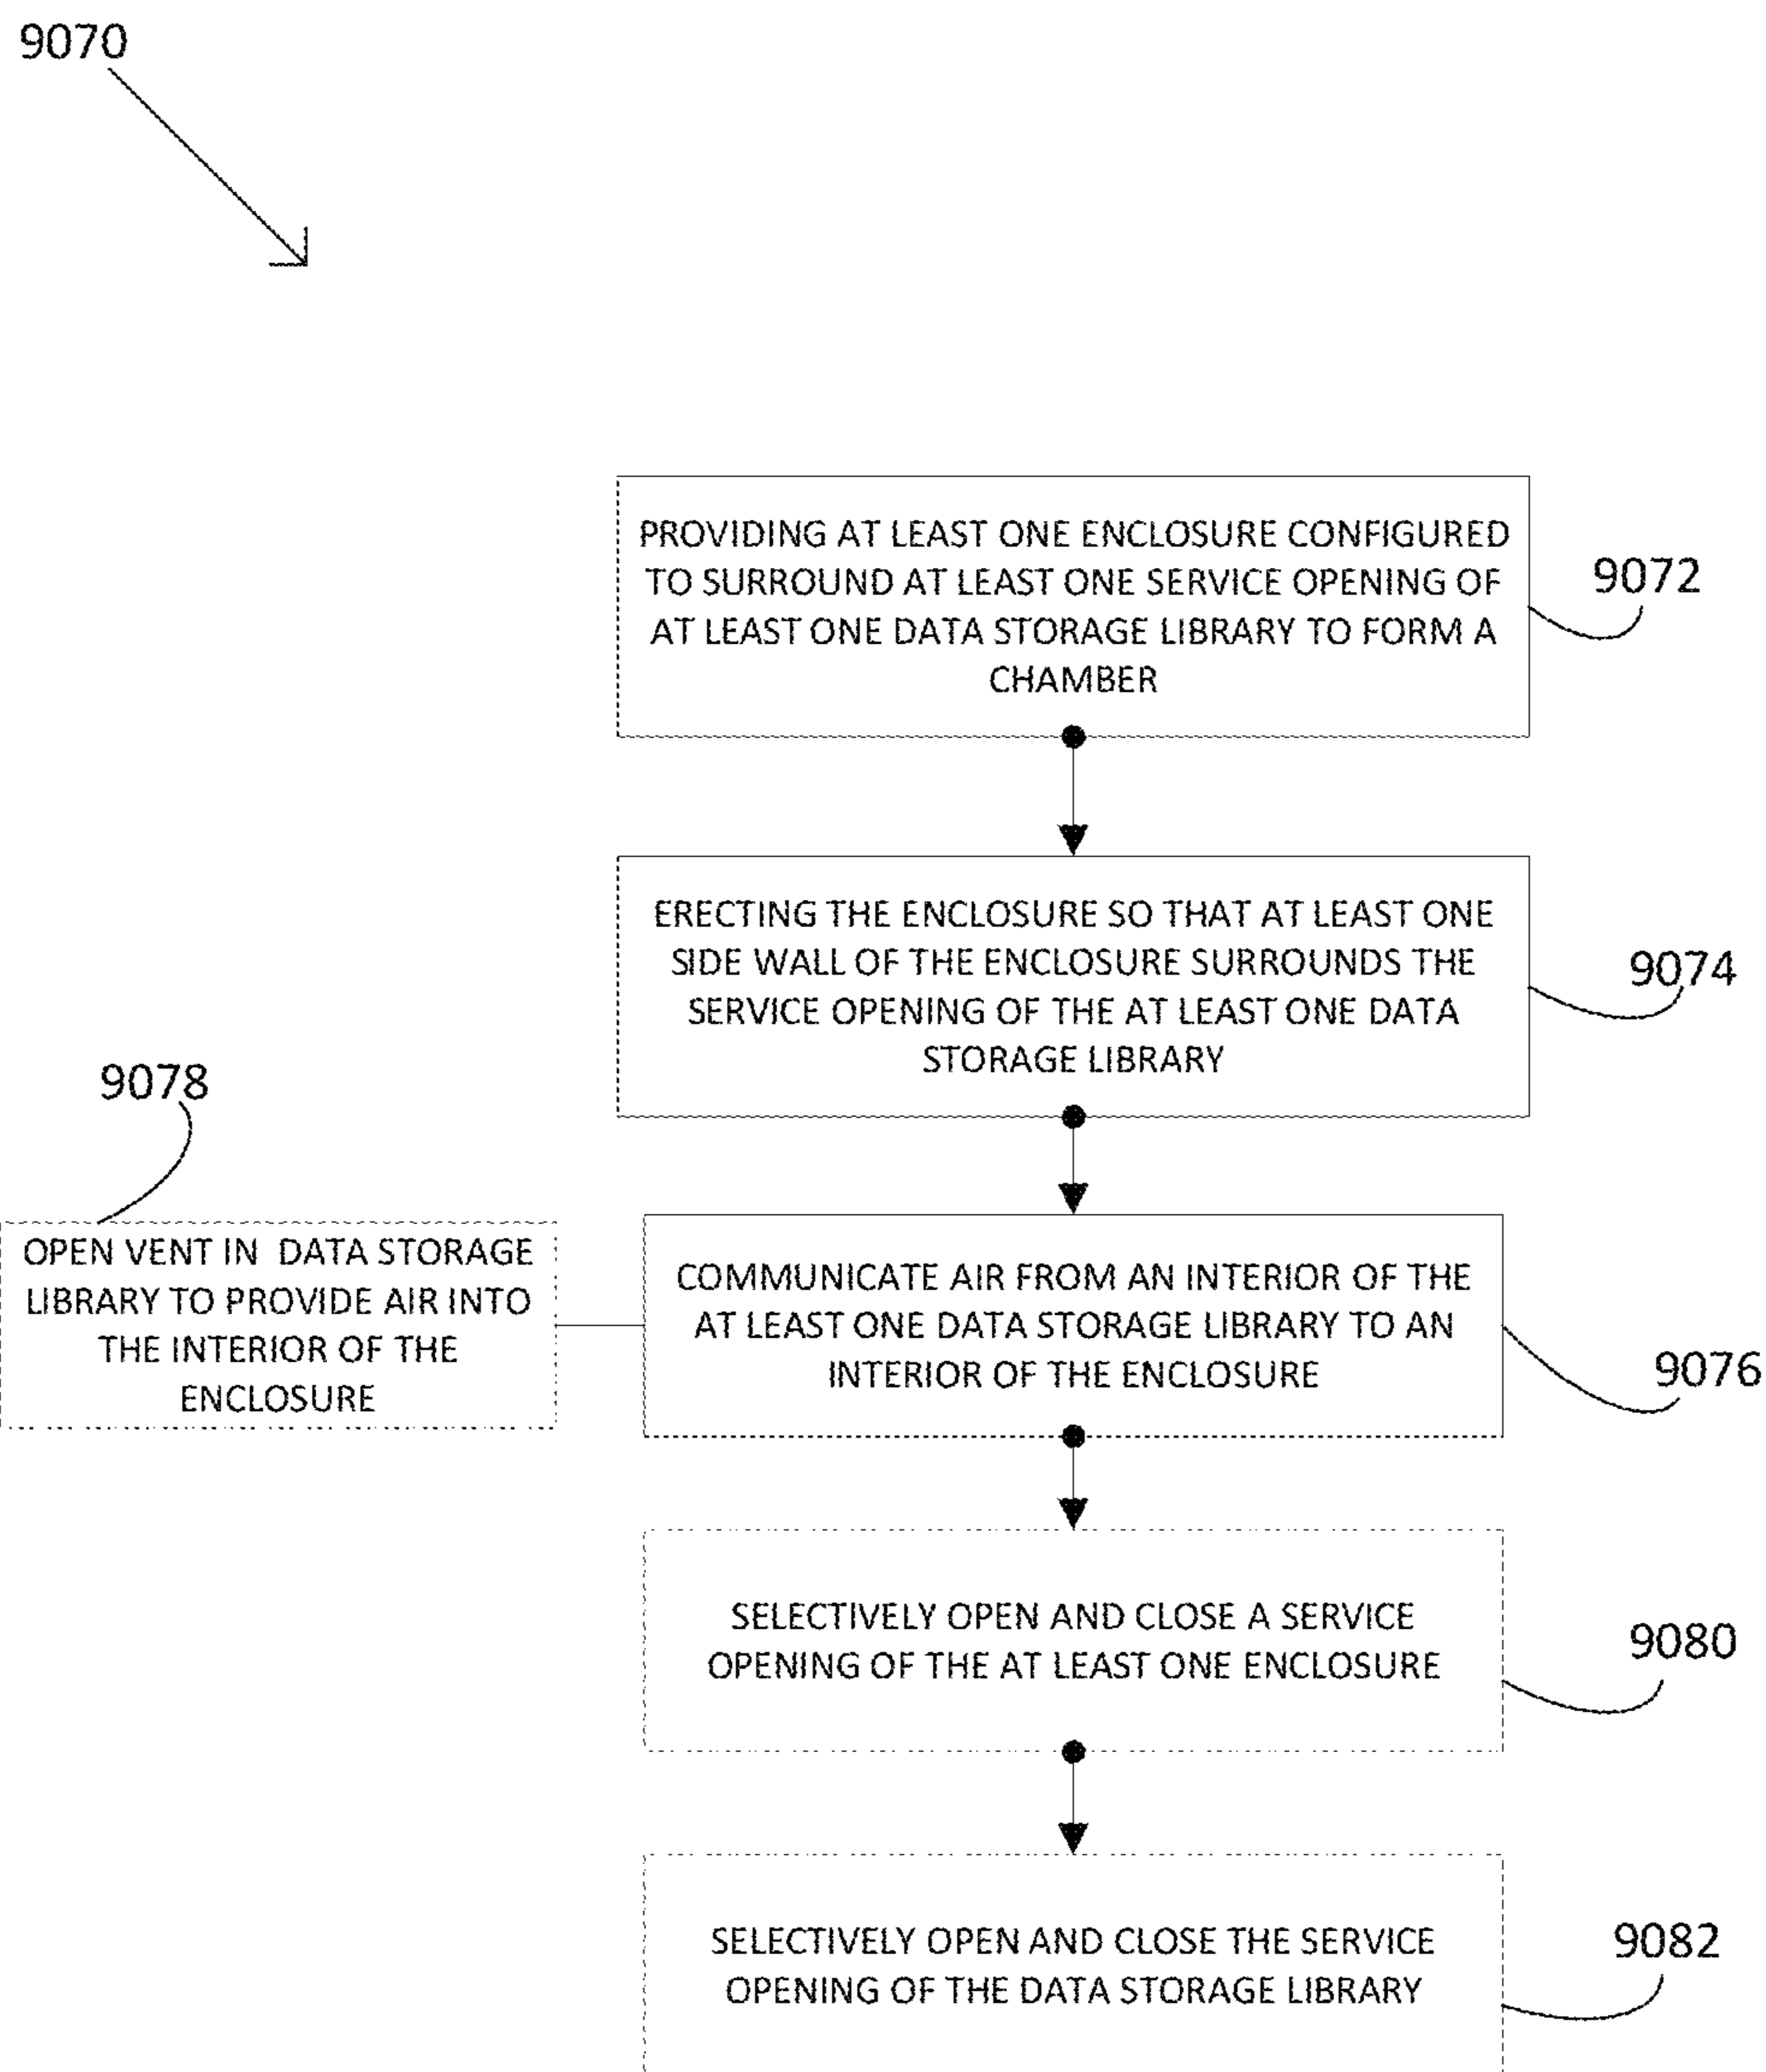 9070
PROVIDING AT LEAST ONE ENCLOSURE CONFIGURED
TO SURROUND AT LEAST ONE SERVICE OPENING OF
AT LEAST ONE DATA STORAGE LIBRARY TO FORM A
CHAMBER
9072
ERECTING THE ENCLOSURE SO THAT AT LEAST ONE
SIDE WALL OF THE ENCLOSURE SURROUNDS THE
SERVICE OPENING OF THE AT LEAST ONE DATA
STORAGE LIBRARY
9074
9078
OPEN VENT IN DATA STORAGE
LIBRARY TO PROVIDE AIR INTO
THE INTERIOR OF THE
ENCLOSURE
COMMUNICATE AIR FROM AN INTERIOR OF THE
AT LEAST ONE DATA STORAGE LIBRARY TO AN
INTERIOR OF THE ENCLOSURE
9076
SELECTIVELY OPEN AND CLOSE A SERVICE
OPENING OF THE AT LEAST ONE ENCLOSURE
9080
SELECTIVELY OPEN AND CLOSE THE SERVICE
OPENING OF THE DATA STORAGE LIBRARY
9082